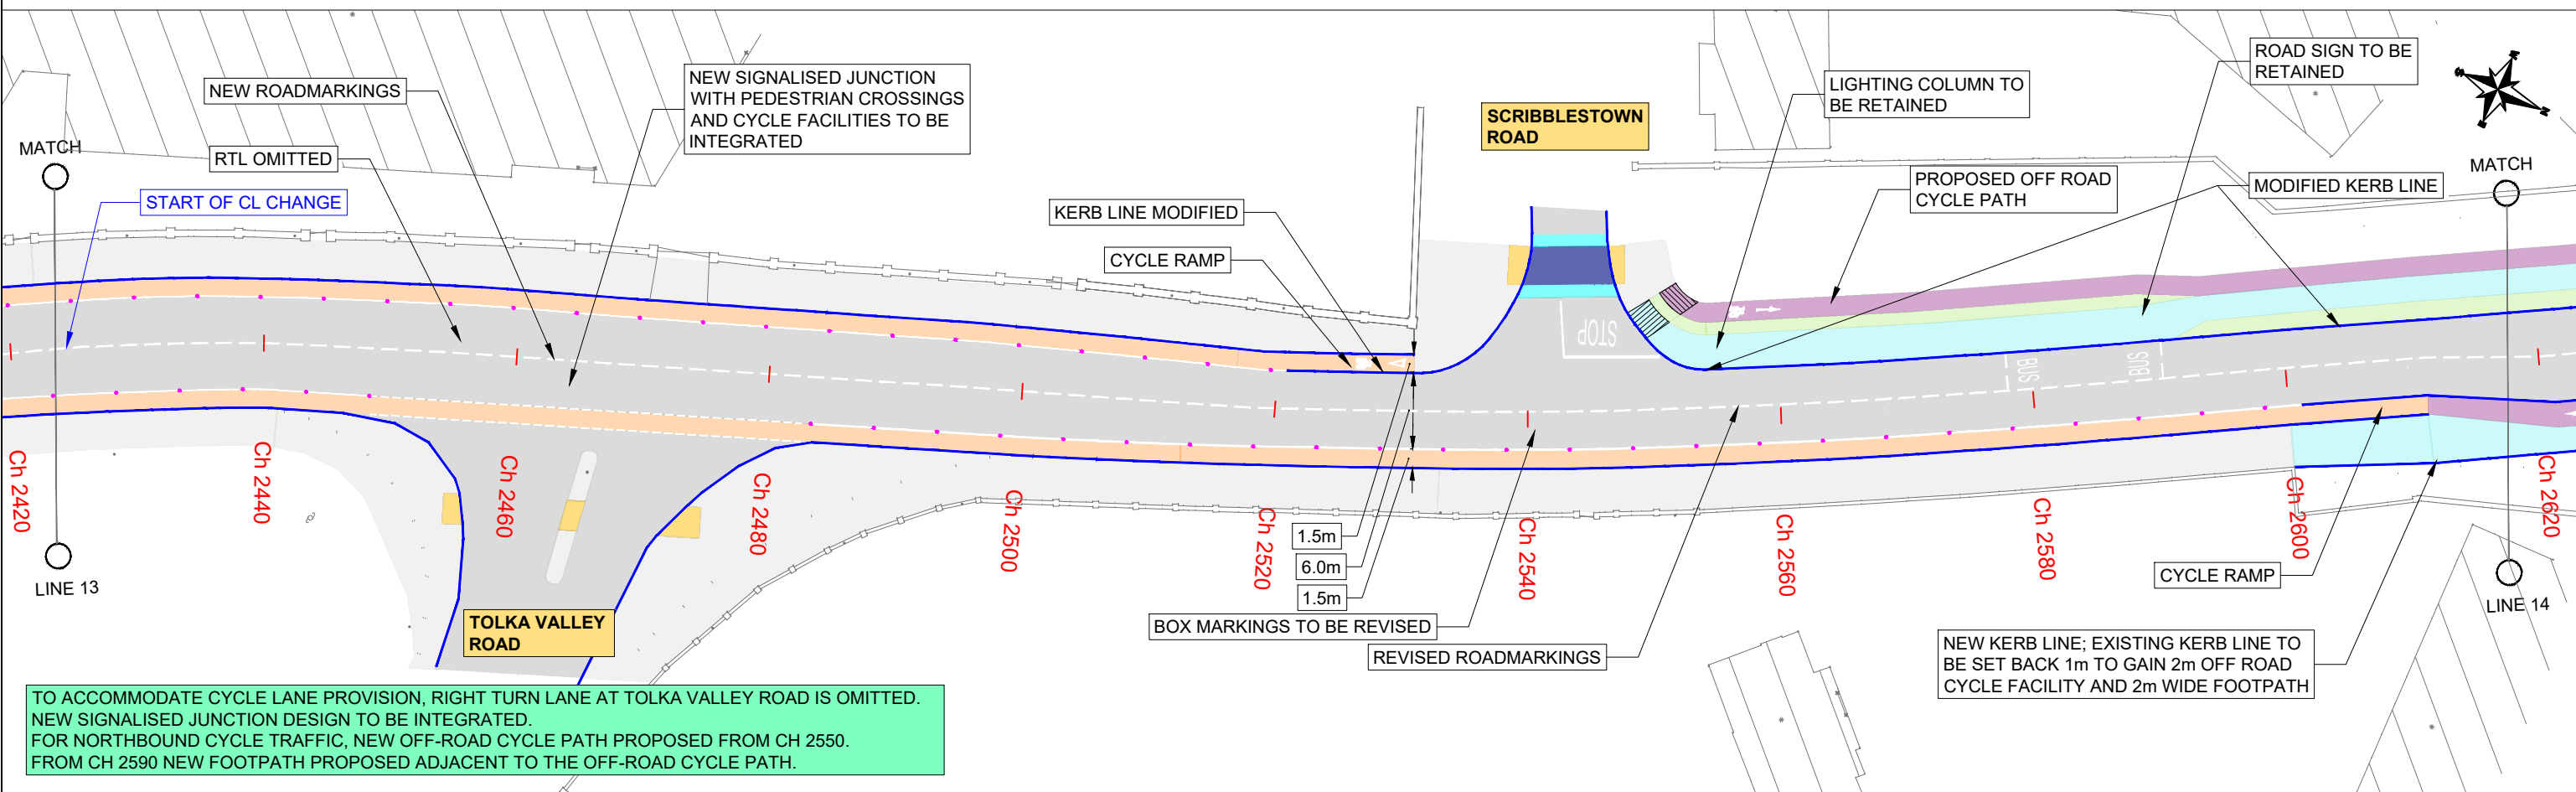 NEW ROADMARKINGS
NEW SIGNALISED JUNCTION
WITH PEDESTRIAN CROSSINGS
AND CYCLE FACILITIES TO BE
INTEGRATED
MATCH
RTL OMITTED
START OF CL CHANGE
KERB LINE MODIFIED
CYCLE RAMP
SCRIBBLESTOWN
ROAD
LIGHTING COLUMN TO
BE RETAINED
ROAD SIGN TO BE
RETAINED
PROPOSED OFF ROAD
CYCLE PATH
MODIFIED KERB LINE
MATCH
STOP
BUS
BUS
Ch 2420
Ch 2440
Ch 2460
Ch 2480
Ch 2500
Ch 2520
Ch 2540
Ch 2560
Ch 2580
Ch 2600
Ch 2620
LINE 13
TOLKA VALLEY
ROAD
1.5m
6.0m
1.5m
BOX MARKINGS TO BE REVISED
REVISED ROADMARKINGS
CYCLE RAMP
LINE 14
NEW KERB LINE; EXISTING KERB LINE TO
BE SET BACK 1m TO GAIN 2m OFF ROAD
CYCLE FACILITY AND 2m WIDE FOOTPATH
TO ACCOMMODATE CYCLE LANE PROVISION, RIGHT TURN LANE AT TOLKA VALLEY ROAD IS OMITTED.
NEW SIGNALISED JUNCTION DESIGN TO BE INTEGRATED.
FOR NORTHBOUND CYCLE TRAFFIC, NEW OFF-ROAD CYCLE PATH PROPOSED FROM CH 2550.
FROM CH 2590 NEW FOOTPATH PROPOSED ADJACENT TO THE OFF-ROAD CYCLE PATH.